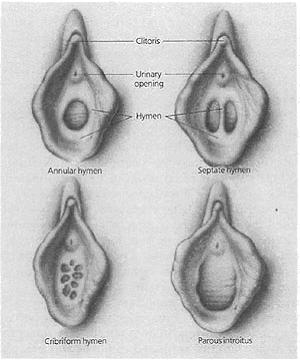 Clitoris
Urinary
opening
Hymen
Annular hymen
Septate hymen
Cribriform hymen
Parous introitus